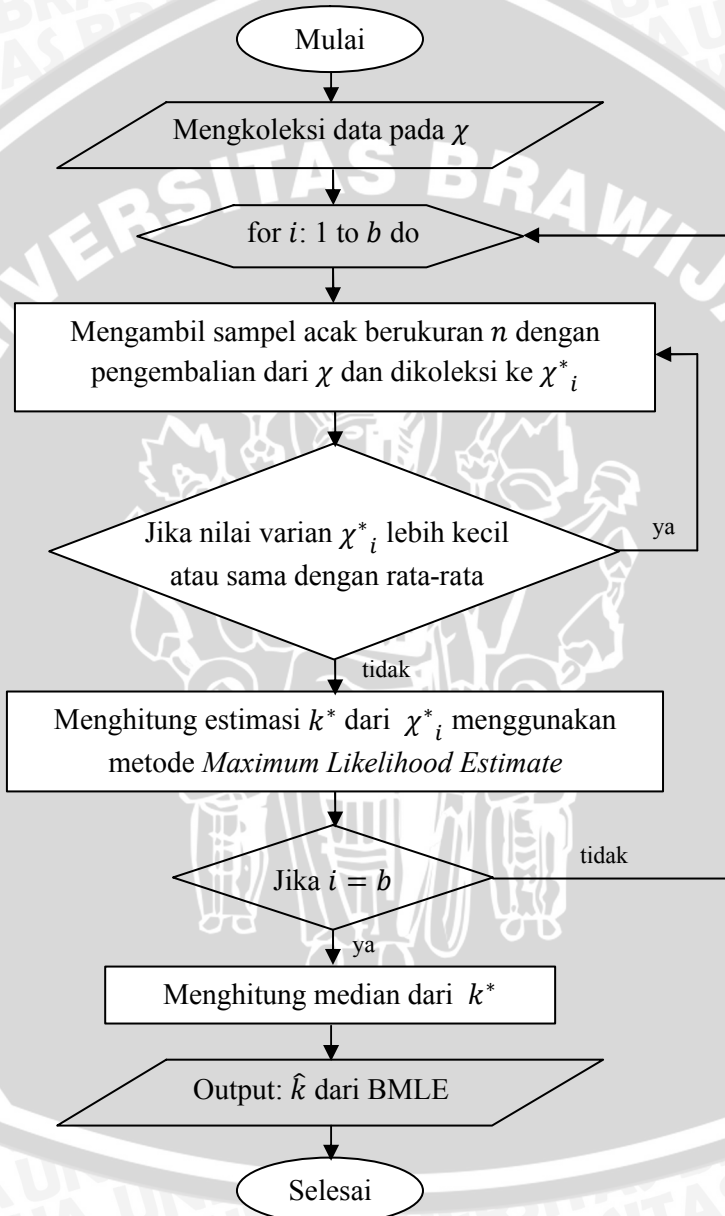 Mulai
Mengkoleksi data pada χ
for i: 1 to b do
Mengambil sampel acak berukuran n dengan
pengembalian dari χ dan dikoleksi ke χ*ᵢ
Jika nilai varian χ*ᵢ lebih kecil
atau sama dengan rata-rata
ya
tidak
Menghitung estimasi k* dari χ*ᵢ menggunakan
metode Maximum Likelihood Estimate
Jika i = b
tidak
ya
Menghitung median dari k*
Output: k̂ dari BMLE
Selesai